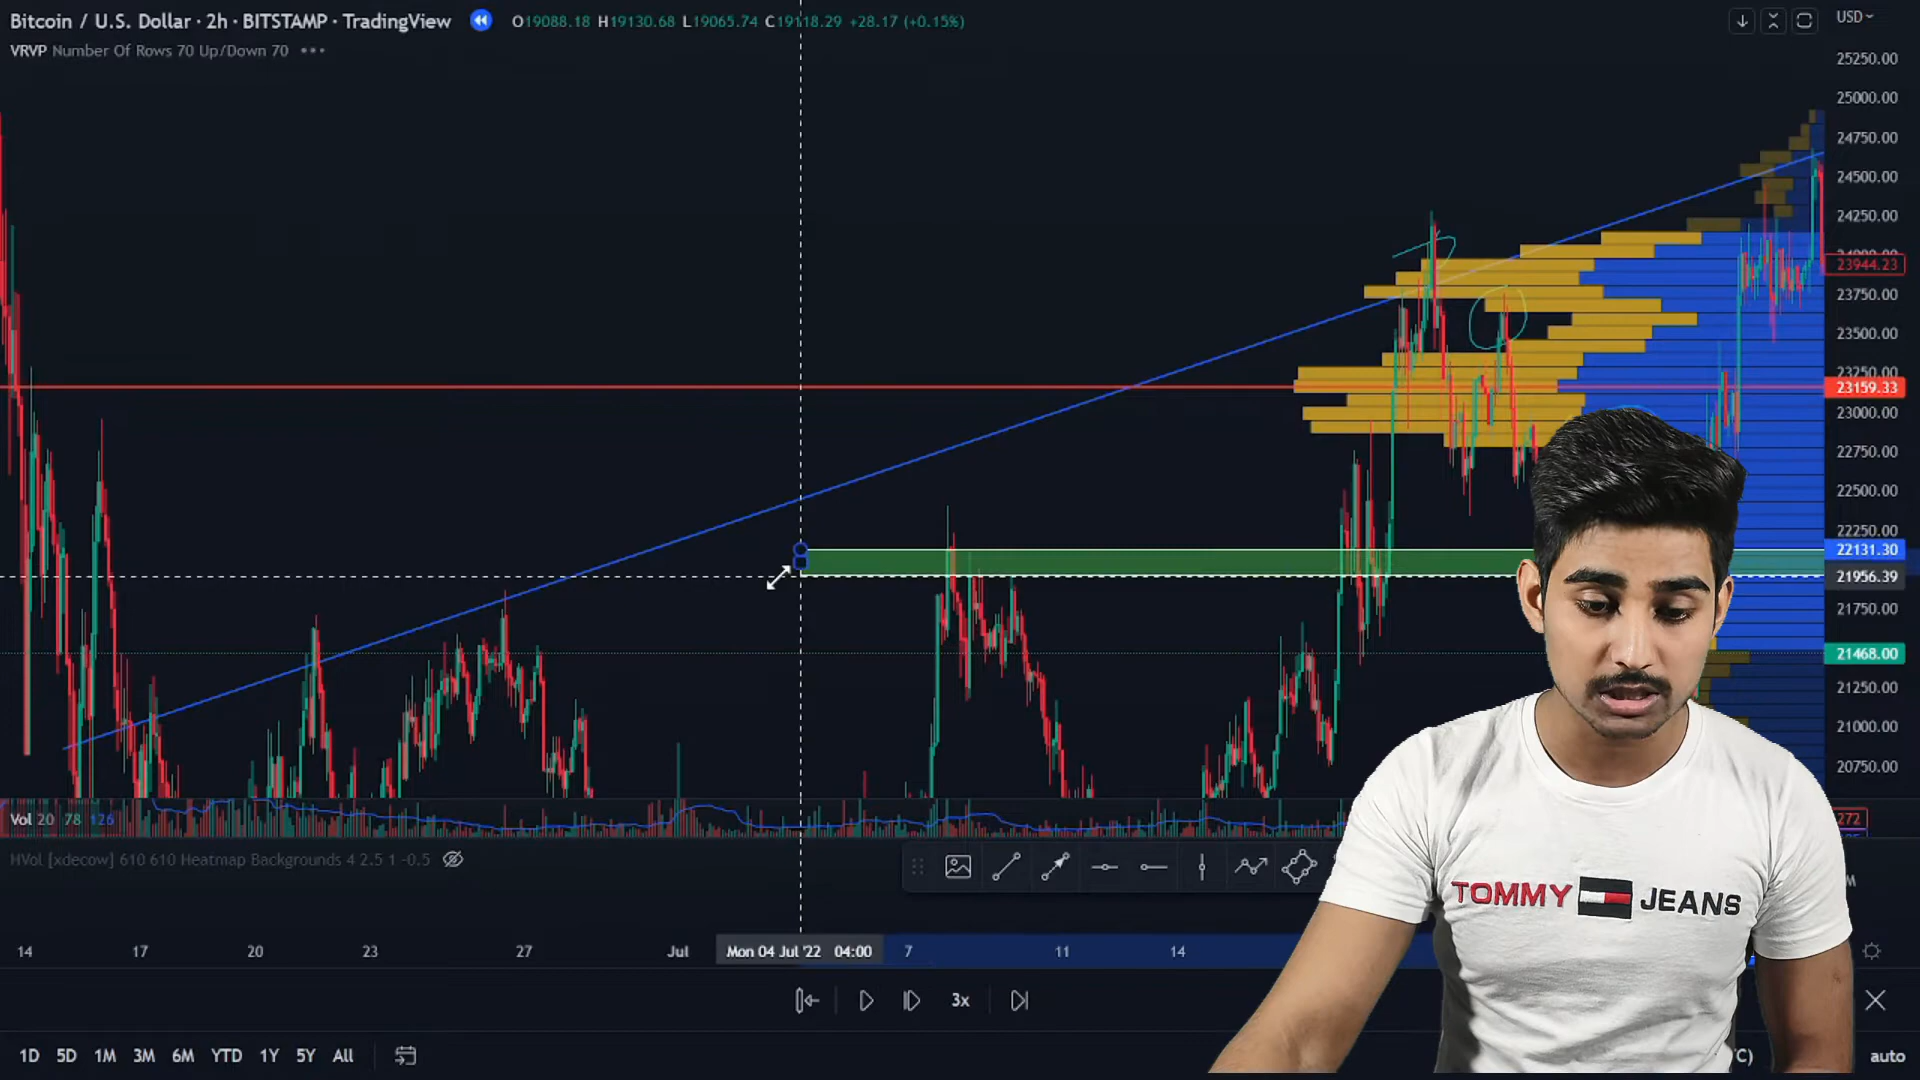 Bitcoin / U.S. Dollar · 2h · BITSTAMP · TradingView O19088.18 H19130.68 L19065.74 C19118.29 +28.17 (+0.15%)
USD
VRVP Number Of Rows 70 Up/Down 70
25250.00
25000.00
24750.00
24500.00
24250.00
24000.00
23944.23
23750.00
23500.00
23250.00
23159.33
23000.00
22750.00
22500.00
22250.00
22131.30
21956.39
21750.00
21468.00
21250.00
21000.00
20750.00
Vol 20 78 126
272
HVol [xdecow] 610 610 Heatmap Backgrounds 4 2.5 1 -0.5
TOMMY JEANS
14 17 20 23 27 Jul Mon 04 Jul '22 04:00 7 11 14
3x
1D 5D 1M 3M 6M YTD 1Y 5Y All
auto